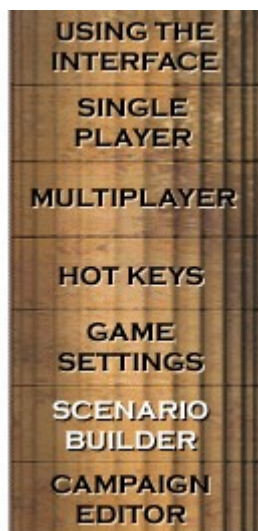 USING THE
INTERFACE
SINGLE
PLAYER
MULTIPLAYER
HOT KEYS
GAME
SETTINGS
SCENARIO
BUILDER
CAMPAIGN
EDITOR